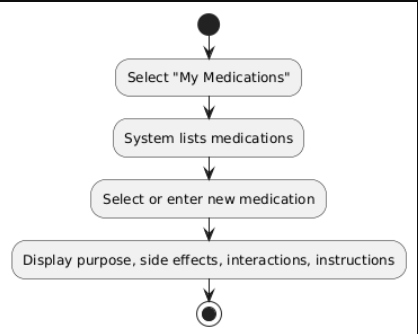 Select "My Medications"
System lists medications
Select or enter new medication
Display purpose, side effects, interactions, instructions